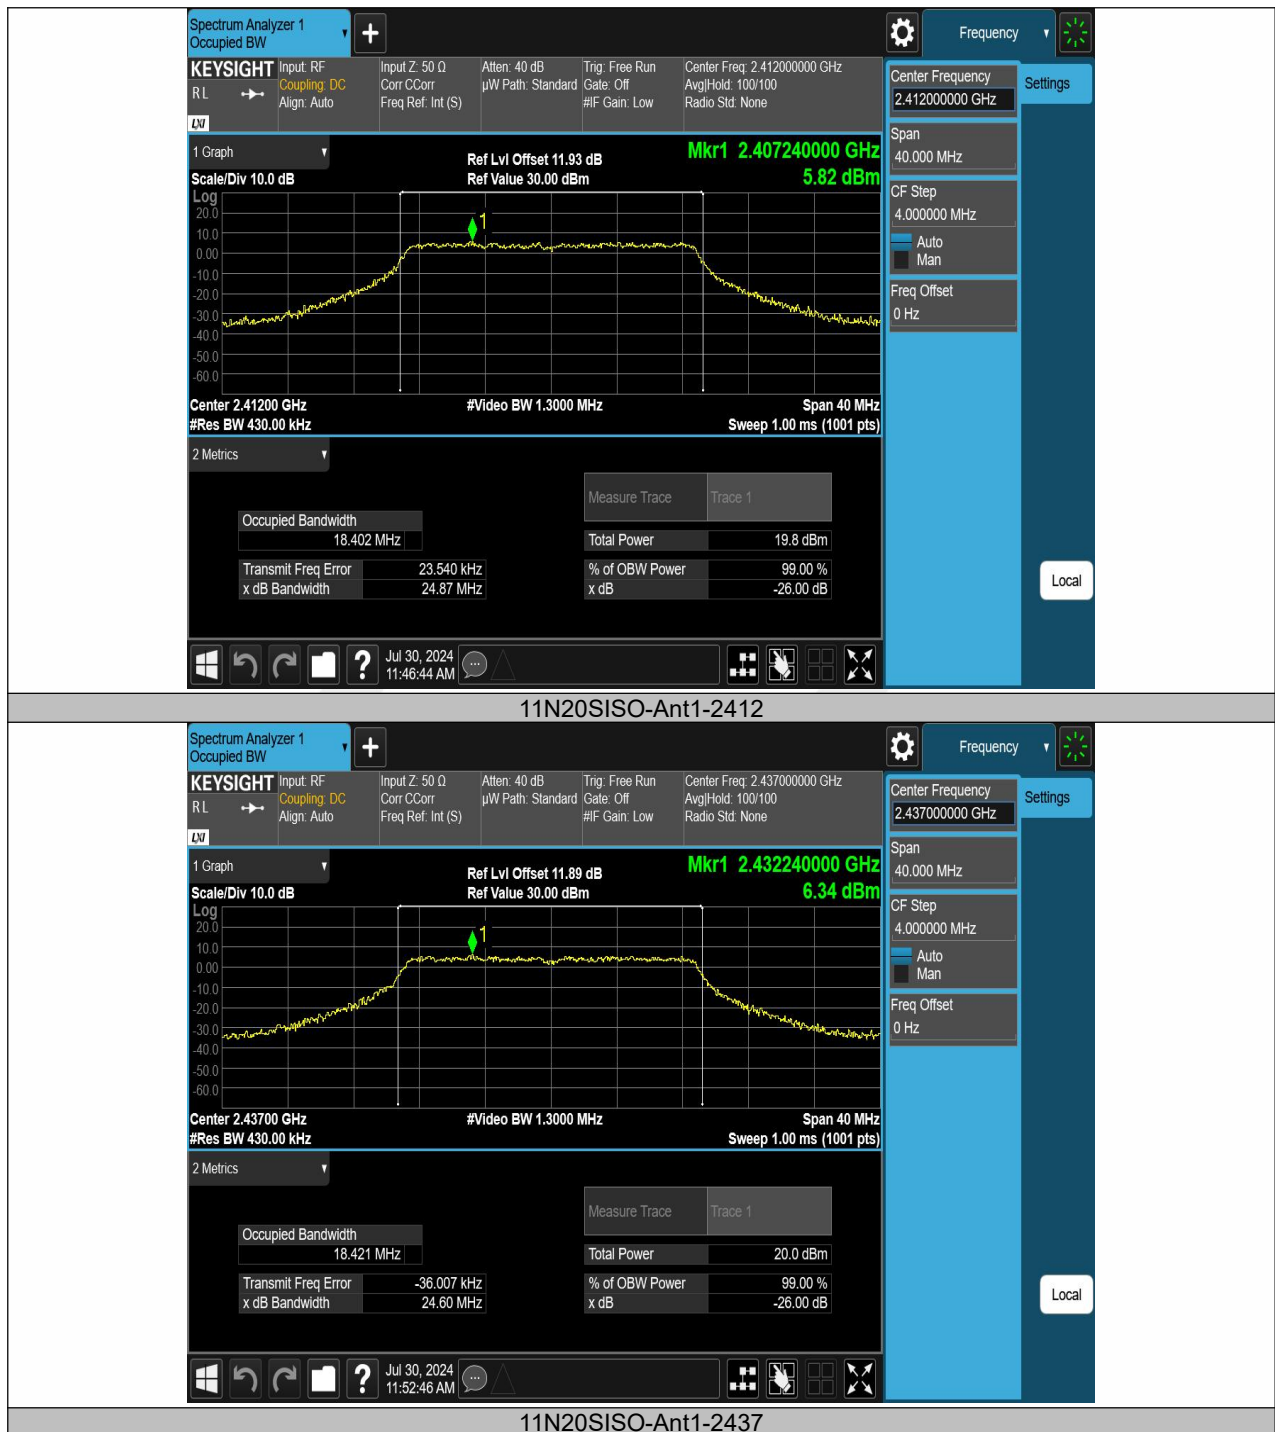 Spectrum Analyzer 1
Occupied BW
Frequency
KEYSIGHT
R L
LXI
Input: RF
Coupling: DC
Align: Auto
Input Z: 50 Ω
Corr CCorr
Freq Ref: Int (S)
Atten: 40 dB
µW Path: Standard
Trig: Free Run
Gate: Off
#IF Gain: Low
Center Freq: 2.412000000 GHz
Avg|Hold: 100/100
Radio Std: None
Center Frequency
2.412000000 GHz
Settings
Span
40.000 MHz
CF Step
4.000000 MHz
Auto
Man
Freq Offset
0 Hz
1 Graph
Scale/Div 10.0 dB
Ref Lvl Offset 11.93 dB
Ref Value 30.00 dBm
Mkr1 2.407240000 GHz
5.82 dBm
Log
20.0
10.0
0.00
-10.0
-20.0
-30.0
-40.0
-50.0
-60.0
1
Center 2.41200 GHz
#Video BW 1.3000 MHz
Span 40 MHz
#Res BW 430.00 kHz
Sweep 1.00 ms (1001 pts)
2 Metrics
Measure Trace Trace 1
Occupied Bandwidth
18.402 MHz
Total Power 19.8 dBm
Transmit Freq Error 23.540 kHz
% of OBW Power 99.00 %
x dB Bandwidth 24.87 MHz
x dB -26.00 dB
Local
Jul 30, 2024
11:46:44 AM
11N20SISO-Ant1-2412
Spectrum Analyzer 1
Occupied BW
Frequency
KEYSIGHT
R L
LXI
Input: RF
Coupling: DC
Align: Auto
Input Z: 50 Ω
Corr CCorr
Freq Ref: Int (S)
Atten: 40 dB
µW Path: Standard
Trig: Free Run
Gate: Off
#IF Gain: Low
Center Freq: 2.437000000 GHz
Avg|Hold: 100/100
Radio Std: None
Center Frequency
2.437000000 GHz
Settings
Span
40.000 MHz
CF Step
4.000000 MHz
Auto
Man
Freq Offset
0 Hz
1 Graph
Scale/Div 10.0 dB
Ref Lvl Offset 11.89 dB
Ref Value 30.00 dBm
Mkr1 2.432240000 GHz
6.34 dBm
Log
20.0
10.0
0.00
-10.0
-20.0
-30.0
-40.0
-50.0
-60.0
1
Center 2.43700 GHz
#Video BW 1.3000 MHz
Span 40 MHz
#Res BW 430.00 kHz
Sweep 1.00 ms (1001 pts)
2 Metrics
Measure Trace Trace 1
Occupied Bandwidth
18.421 MHz
Total Power 20.0 dBm
Transmit Freq Error -36.007 kHz
% of OBW Power 99.00 %
x dB Bandwidth 24.60 MHz
x dB -26.00 dB
Local
Jul 30, 2024
11:52:46 AM
11N20SISO-Ant1-2437